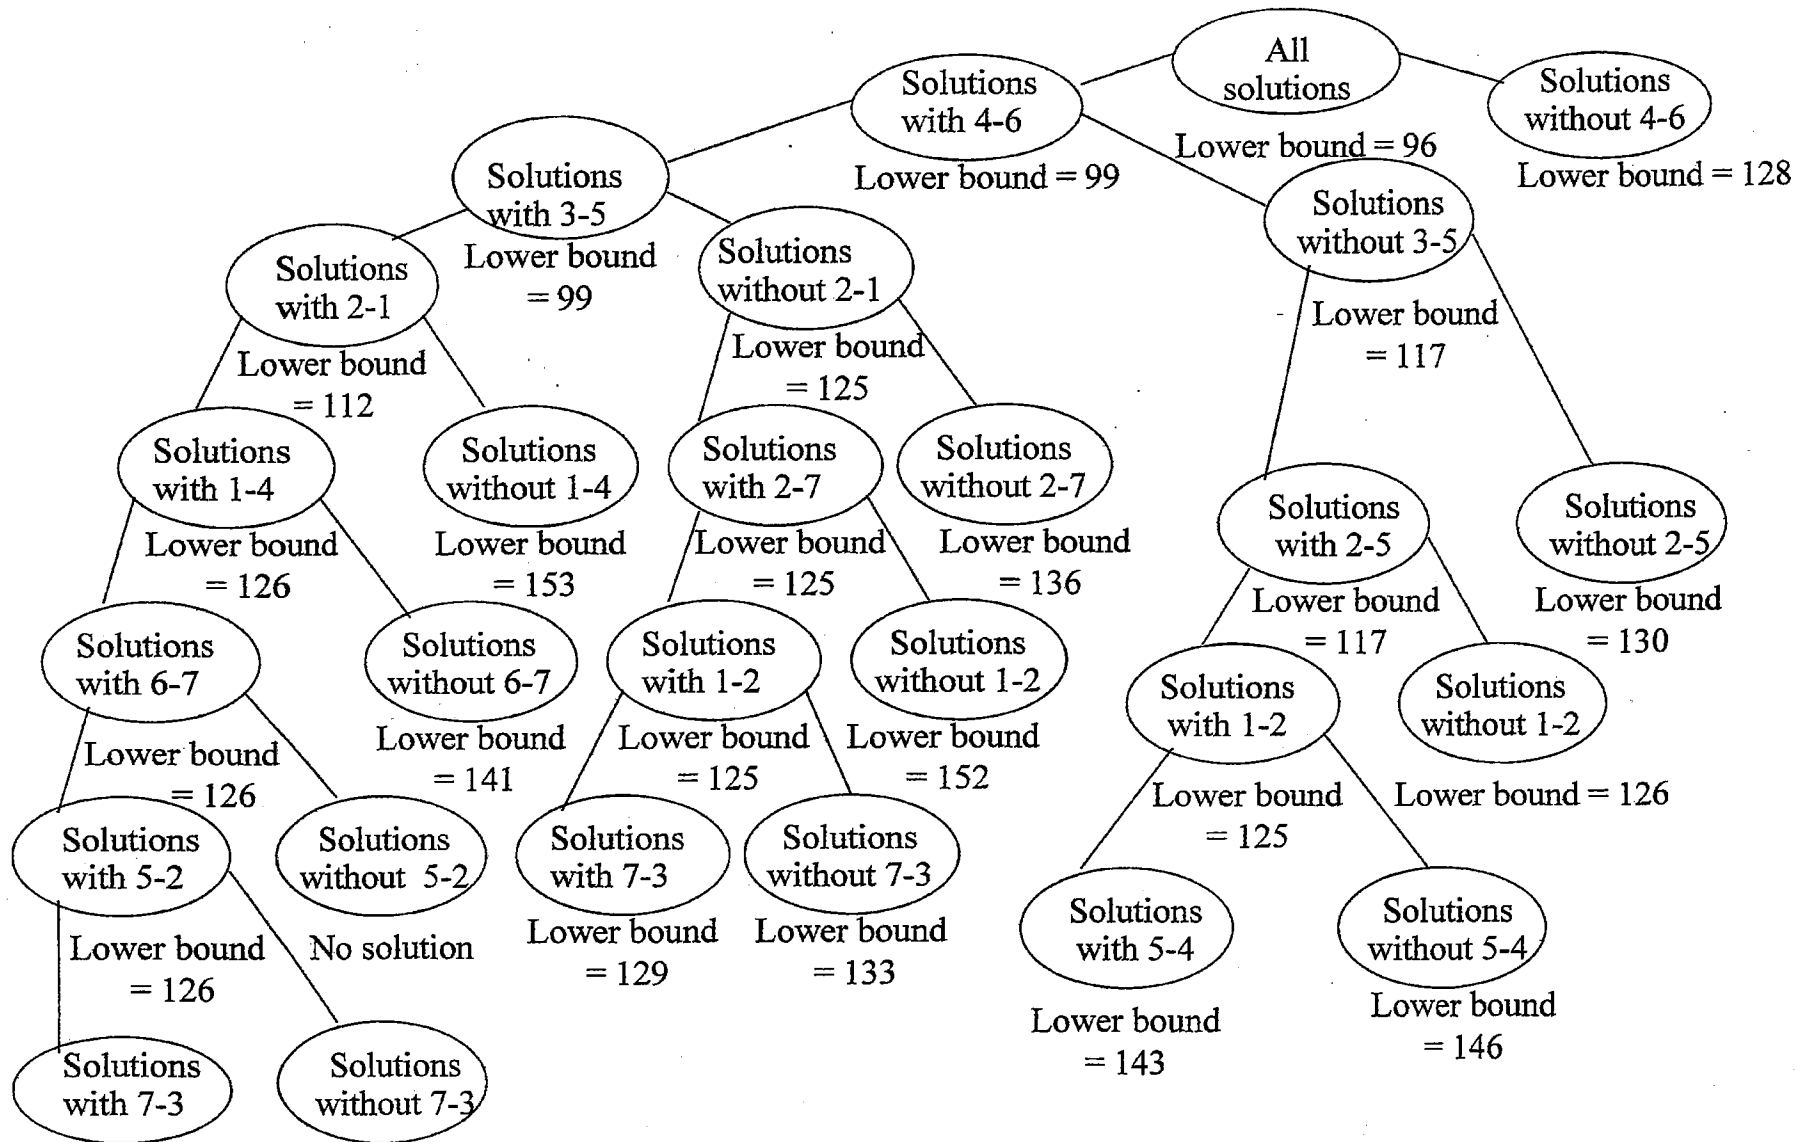 All
solutions
Lower bound = 96
Solutions
with 4-6
Lower bound = 99
Solutions
without 4-6
Lower bound = 128
Solutions
with 3-5
Lower bound
= 99
Solutions
without 3-5
Lower bound
= 117
Solutions
with 2-1
Lower bound
= 112
Solutions
without 2-1
Lower bound
= 125
Solutions
with 1-4
Lower bound
= 126
Solutions
without 1-4
Lower bound
= 153
Solutions
with 2-7
Lower bound
= 125
Solutions
without 2-7
Lower bound
= 136
Solutions
with 2-5
Lower bound
= 117
Solutions
without 2-5
Lower bound
= 130
Solutions
with 6-7
Lower bound
= 126
Solutions
without 6-7
Lower bound
= 141
Solutions
with 1-2
Lower bound
= 125
Solutions
without 1-2
Lower bound
= 152
Solutions
with 1-2
Lower bound
= 125
Solutions
without 1-2
Lower bound = 126
Solutions
with 5-2
Lower bound
= 126
Solutions
without 5-2
No solution
Solutions
with 7-3
Lower bound
= 129
Solutions
without 7-3
Lower bound
= 133
Solutions
with 5-4
Lower bound
= 143
Solutions
without 5-4
Lower bound
= 146
Solutions
with 7-3
Solutions
without 7-3